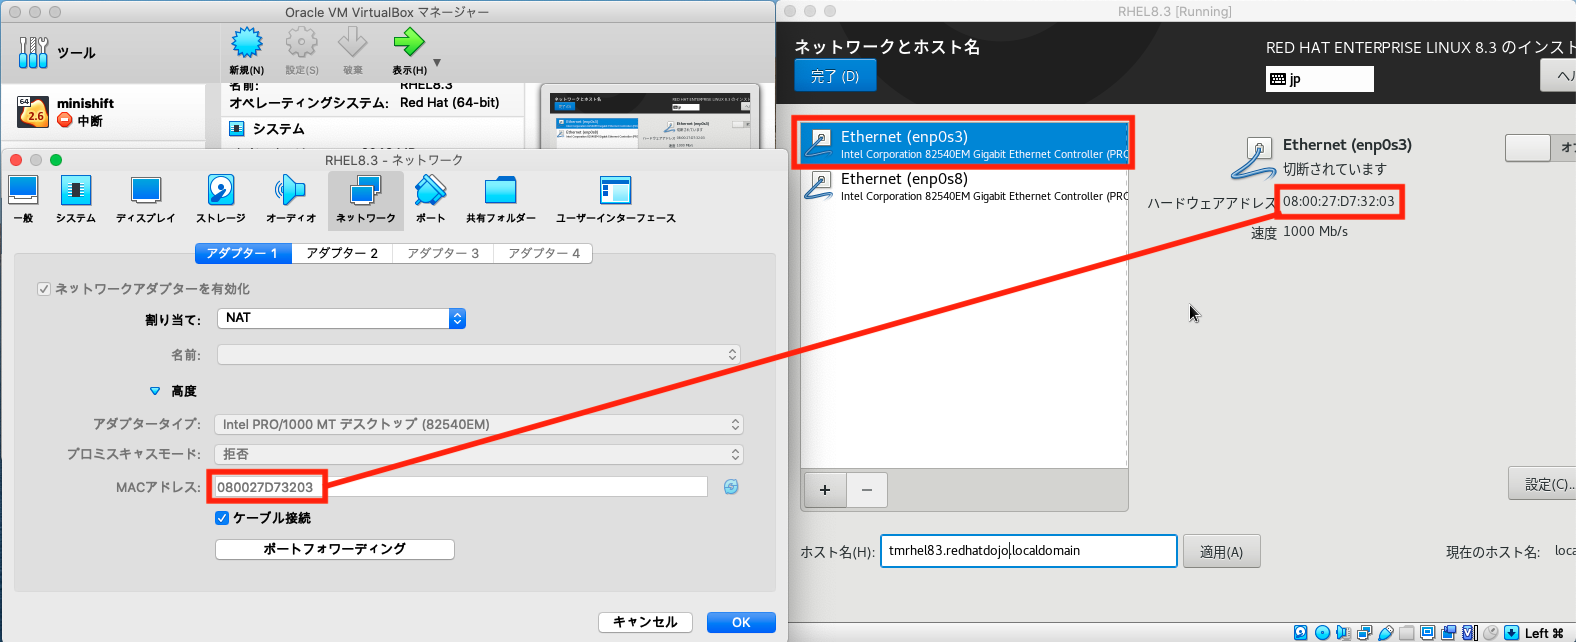 Oracle VM VirtualBox マネージャー
ツール
新規(N)
設定(S)
破棄
表示(H)
64
2.6
minishift
中断
名前:
RHEL8.3
オペレーティングシステム:
Red Hat (64-bit)
システム
RHEL8.3 - ネットワーク
一般
システム
ディスプレイ
ストレージ
オーディオ
ネットワーク
ポート
共有フォルダー
ユーザーインターフェース
アダプター 1
アダプター 2
アダプター 3
アダプター 4
ネットワークアダプターを有効化
割り当て:
NAT
名前:
高度
アダプタータイプ:
Intel PRO/1000 MT デスクトップ (82540EM)
プロミスキャスモード:
拒否
MACアドレス:
080027D73203
ケーブル接続
ポートフォワーディング
キャンセル
OK
RHEL8.3 [Running]
ネットワークとホスト名
完了 (D)
RED HAT ENTERPRISE LINUX 8.3 のインスト
jp
ヘル
Ethernet (enp0s3)
Intel Corporation 82540EM Gigabit Ethernet Controller (PRO
Ethernet (enp0s8)
Intel Corporation 82540EM Gigabit Ethernet Controller (PRO
Ethernet (enp0s3)
切断されています
オフ
ハードウェアアドレス
08:00:27:D7:32:03
速度
1000 Mb/s
+
−
設定(C)...
ホスト名(H):
tmrhel83.redhatdojo.localdomain
適用(A)
現在のホスト名:
loca
Left ⌘